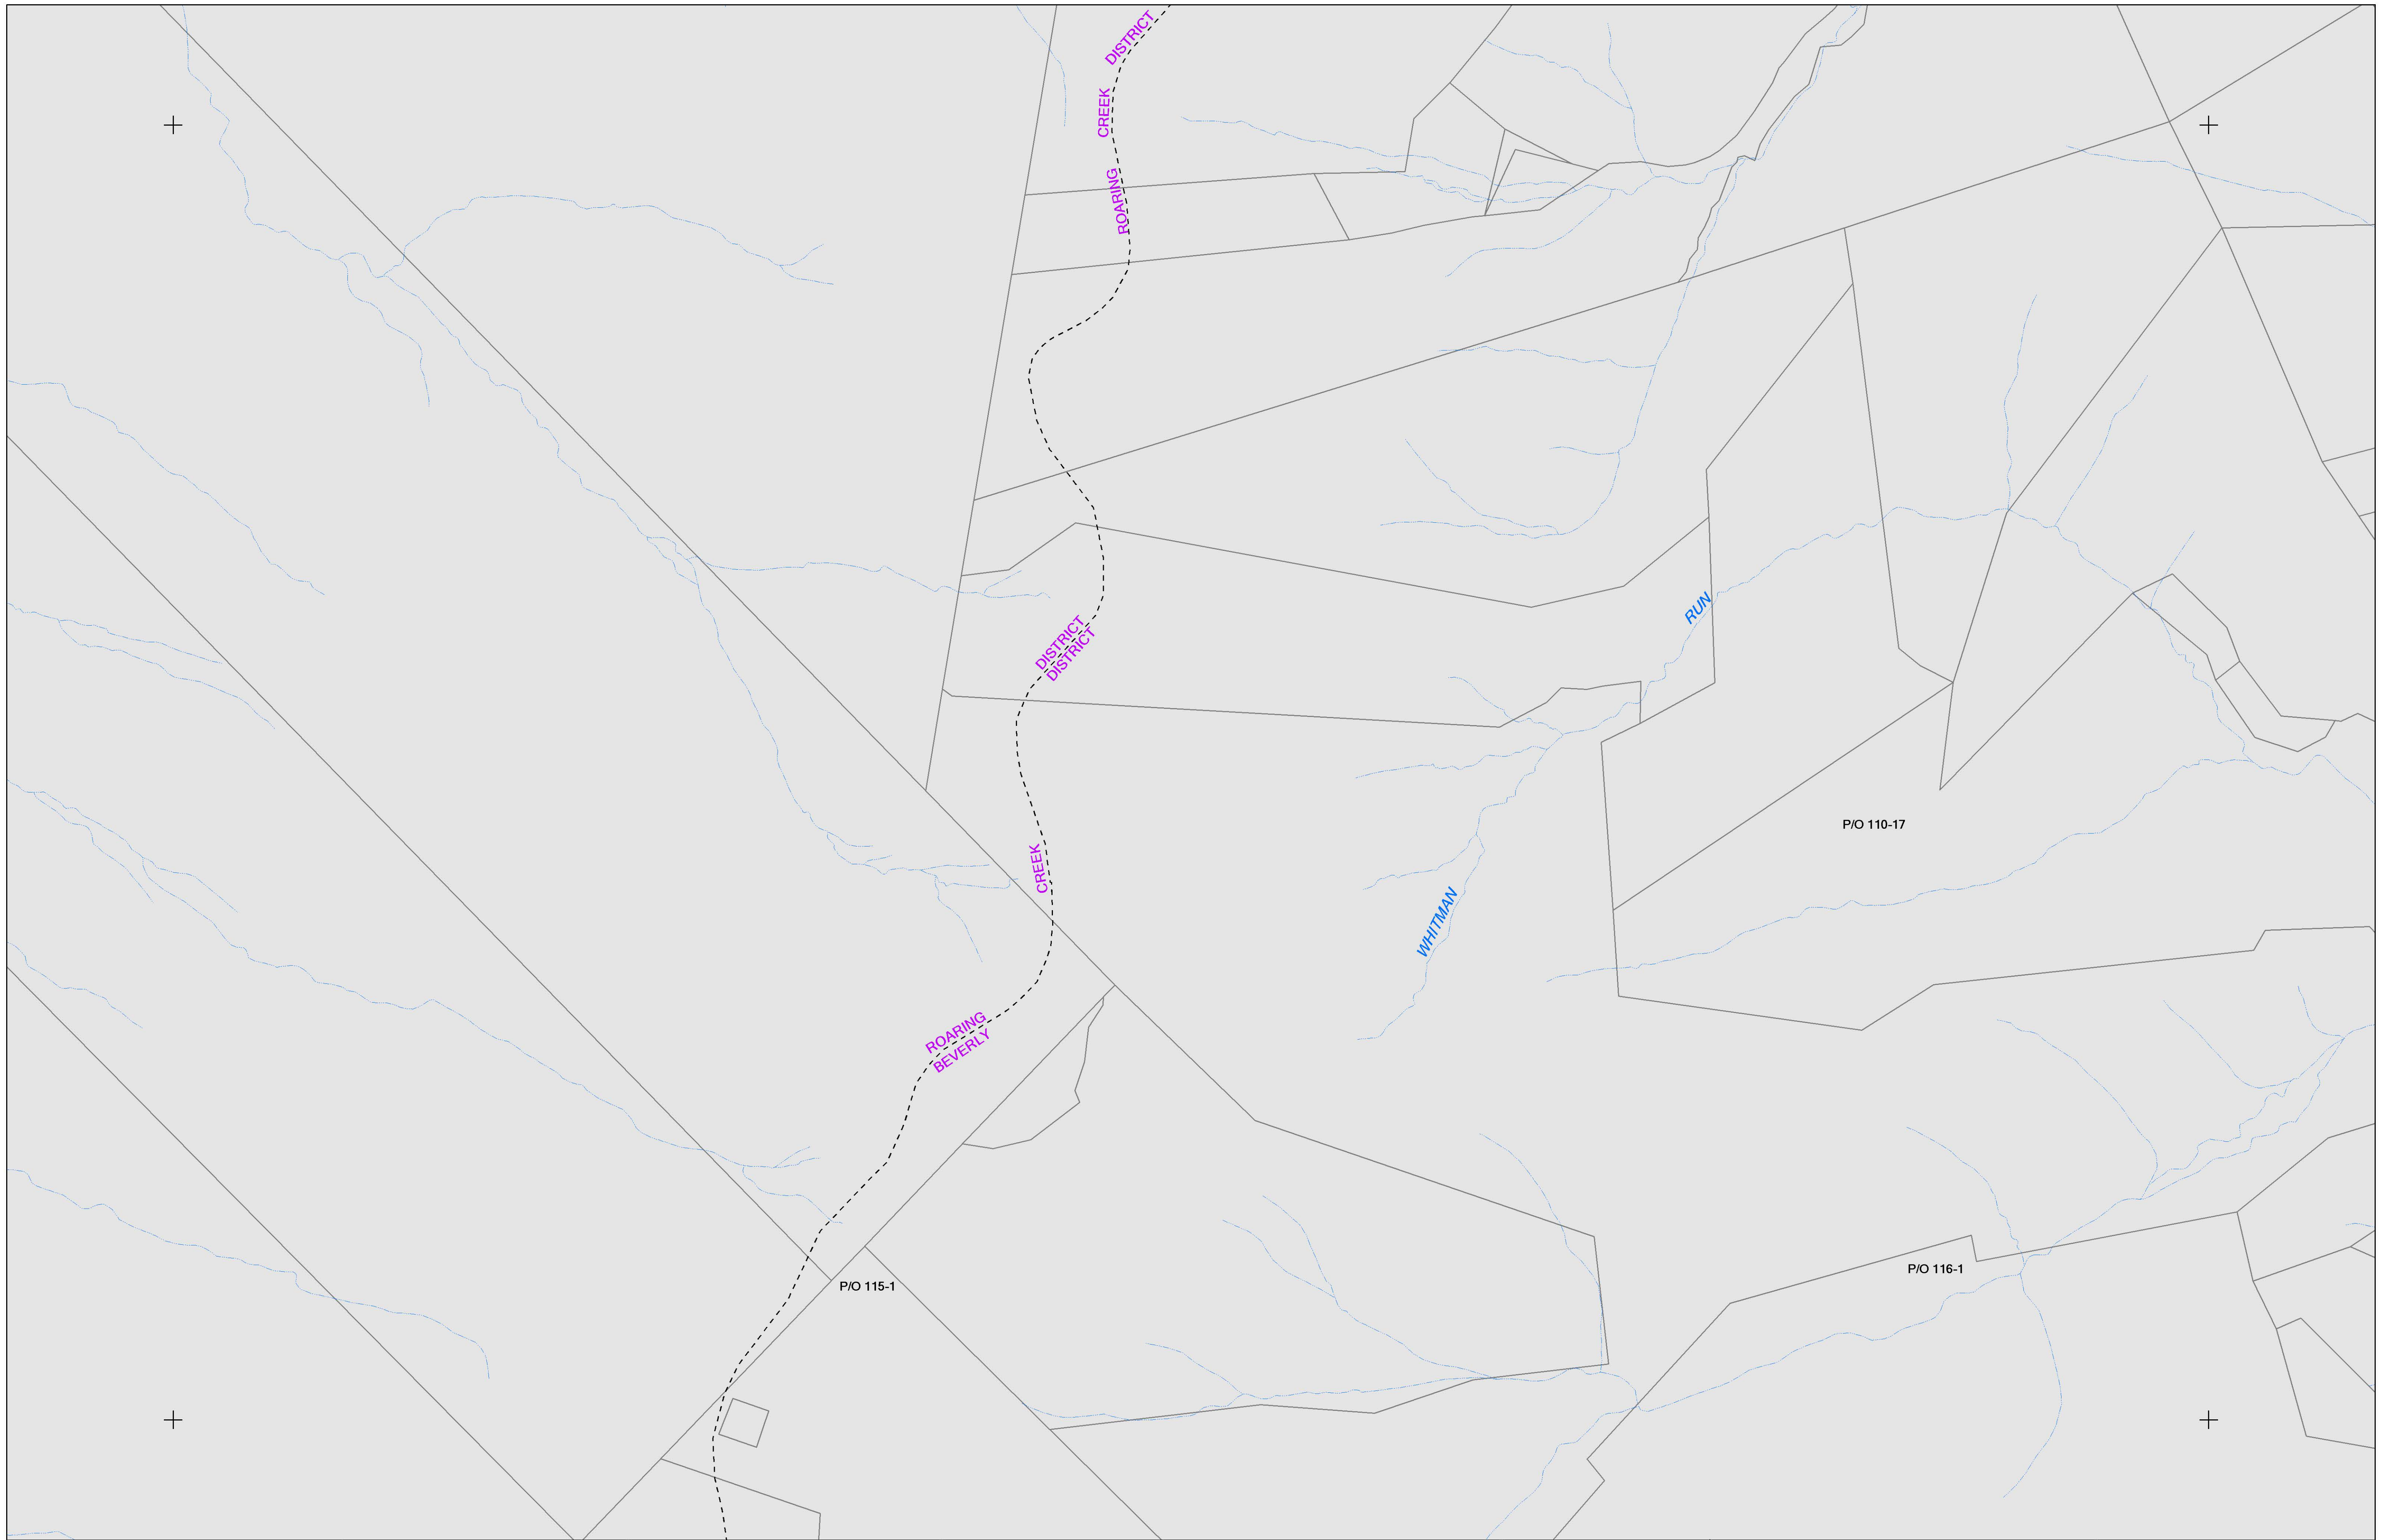 ROARING CREEK DISTRICT
RUN
WHITMAN
ROARING CREEK DISTRICT
BEVERLY DISTRICT
P/O 110-17
P/O 116-1
P/O 115-1